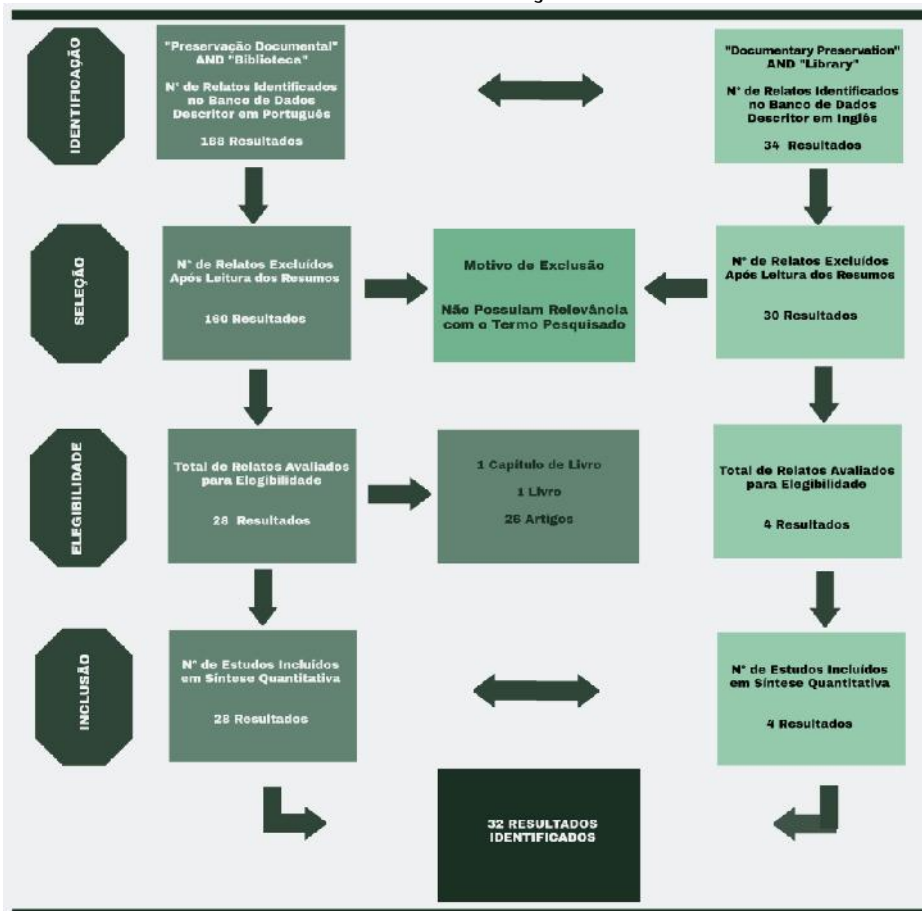 IDENTIFICAÇÃO
"Preservação Documental"
AND "Biblioteca"
N° de Relatos Identificados
no Banco de Dados
Descritor em Português
188 Resultados
"Documentary Preservation"
AND "Library"
N° de Relatos Identificados
no Banco de Dados
Descritor em Inglês
34 Resultados
SELEÇÃO
N° de Relatos Excluídos
Após Leitura dos Resumos
160 Resultados
Motivo de Exclusão
Não Possuíam Relevância
com o Termo Pesquisado
N° de Relatos Excluídos
Após Leitura dos Resumos
30 Resultados
ELEGIBILIDADE
Total de Relatos Avaliados
para Elegibilidade
28 Resultados
1 Capítulo de Livro
1 Livro
26 Artigos
Total de Relatos Avaliados
para Elegibilidade
4 Resultados
INCLUSÃO
N° de Estudos Incluídos
em Síntese Quantitativa
28 Resultados
N° de Estudos Incluídos
em Síntese Quantitativa
4 Resultados
32 RESULTADOS
IDENTIFICADOS